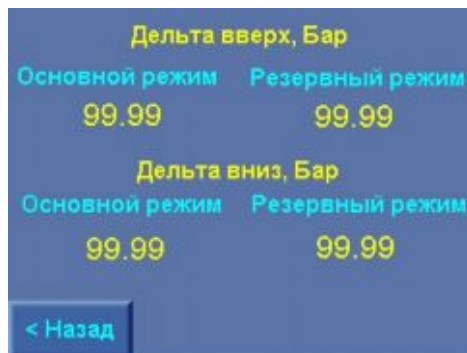 Дельта вверх, Бар
Основной режим Резервный режим
99.99 99.99
Дельта вниз, Бар
Основной режим Резервный режим
99.99 99.99
< Назад